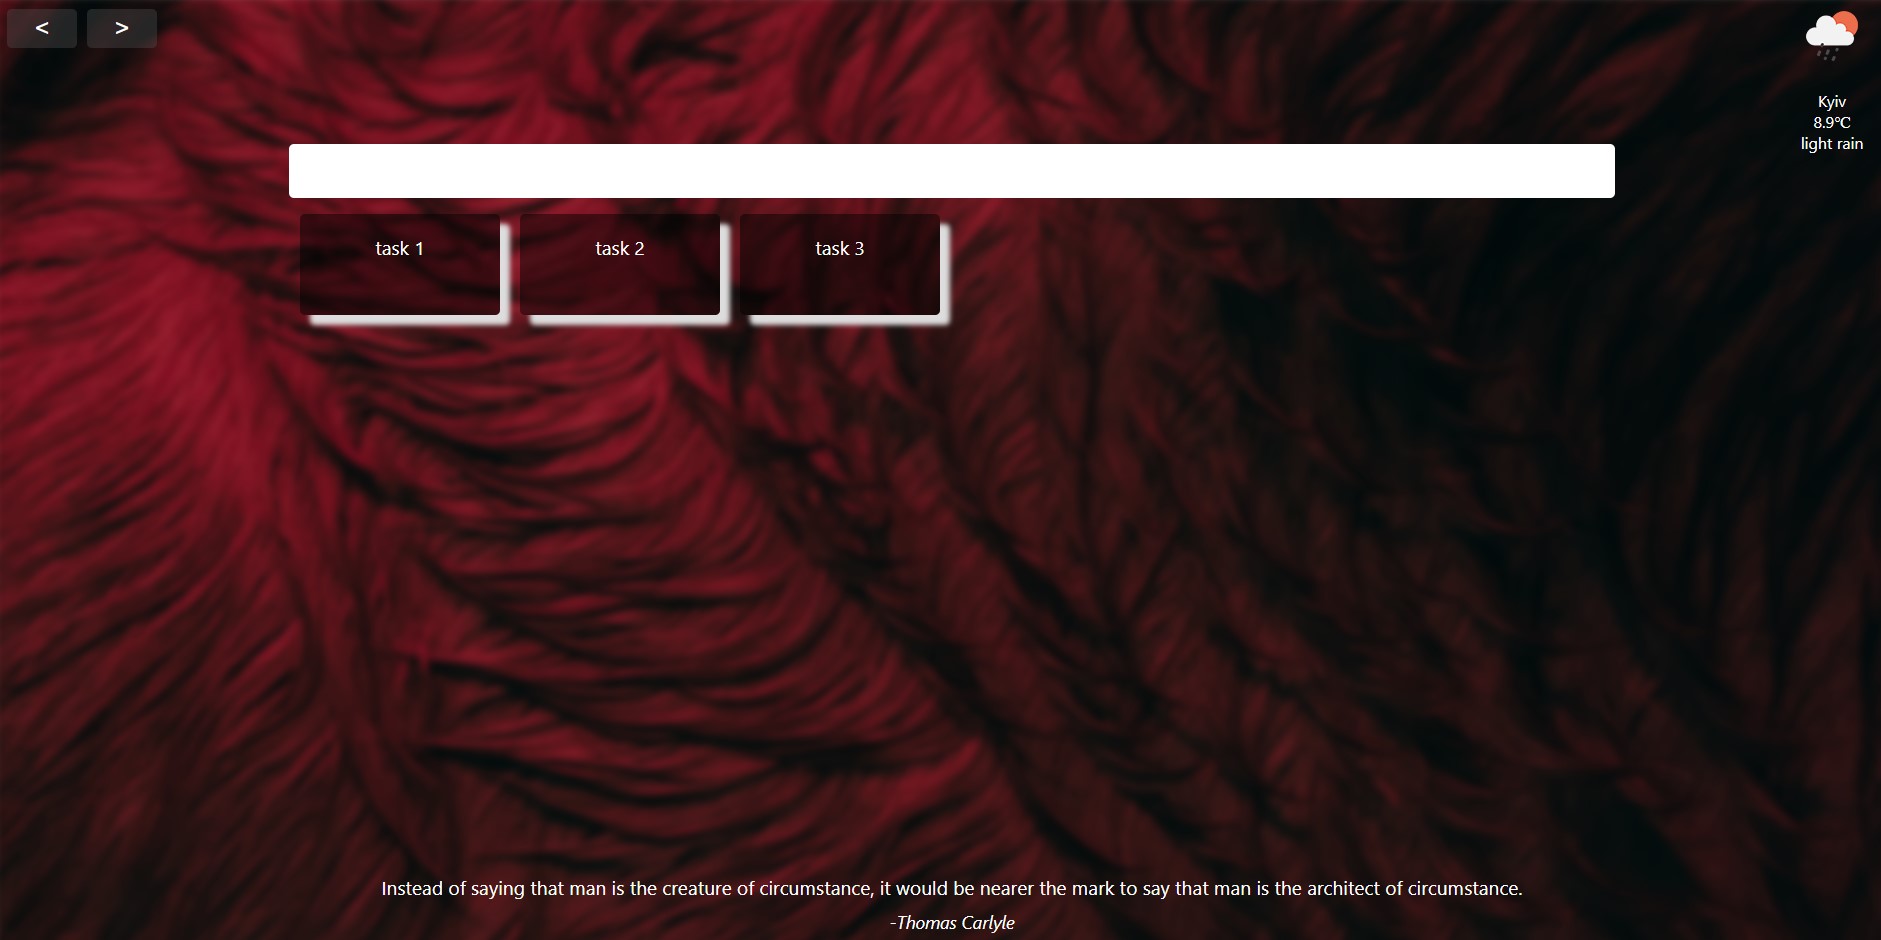 < >
Kyiv
8.9°C
light rain
task 1 task 2 task 3
Instead of saying that man is the creature of circumstance, it would be nearer the mark to say that man is the architect of circumstance.
-Thomas Carlyle